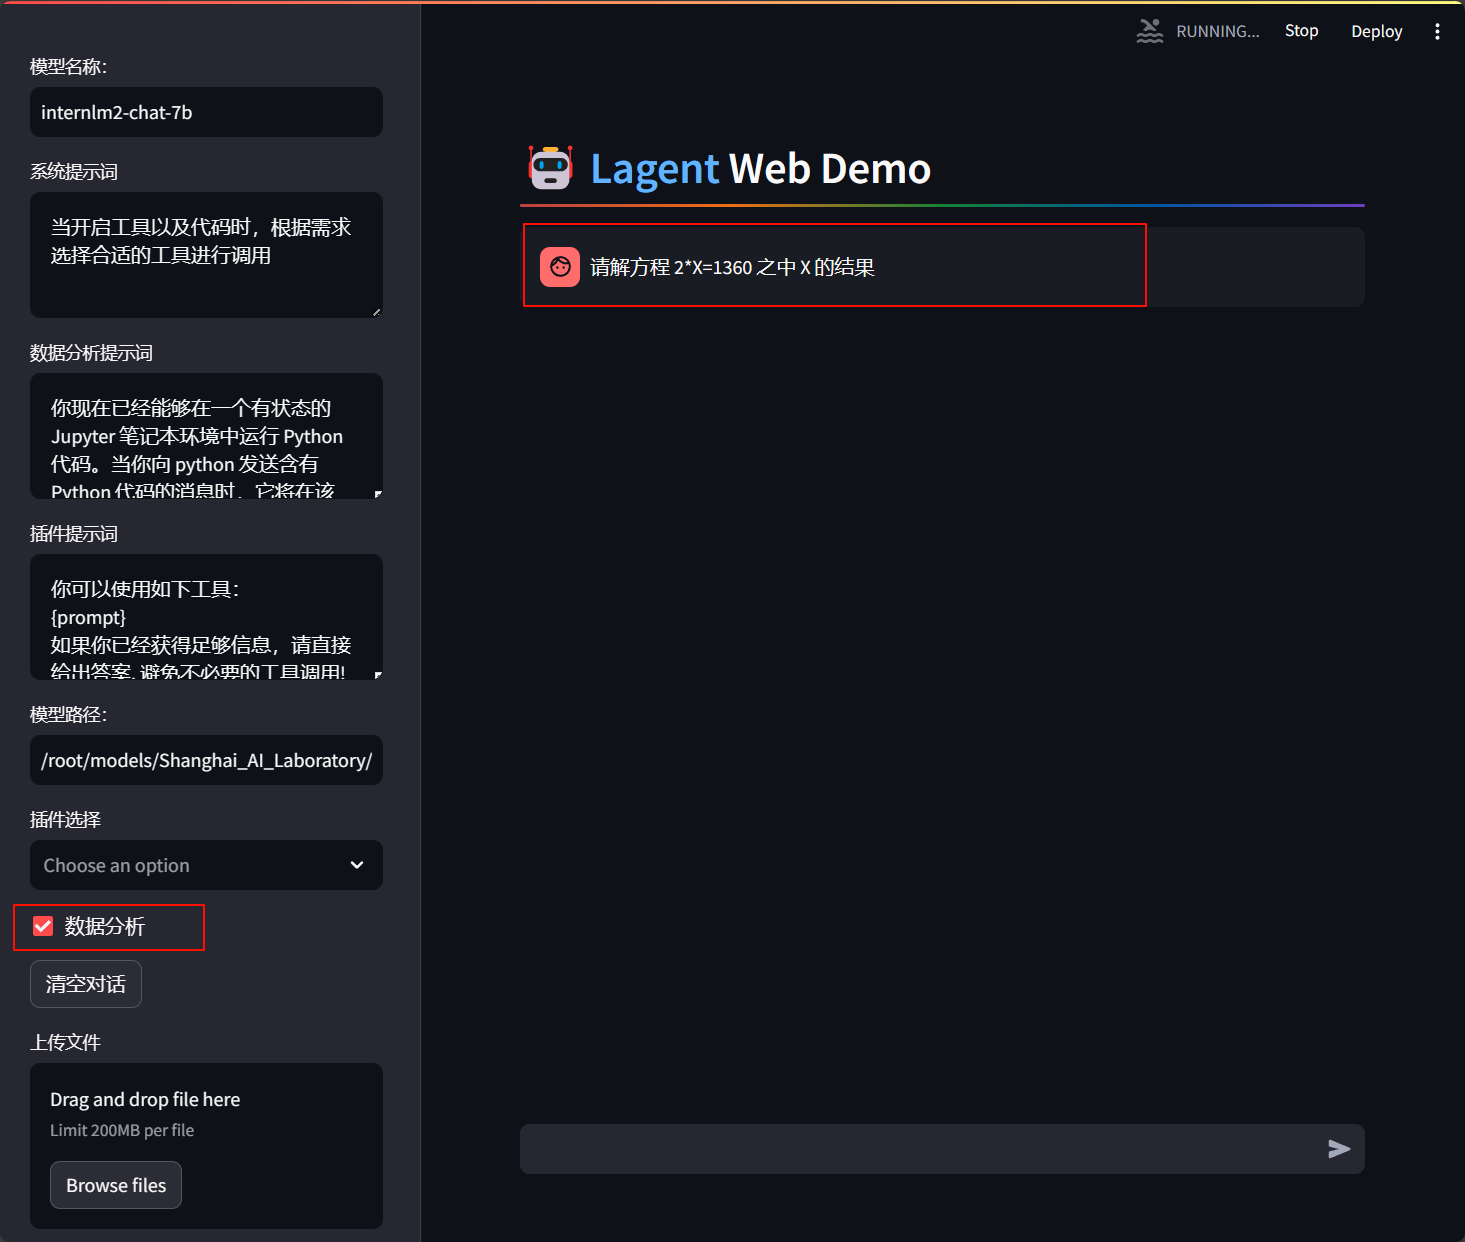 RUNNING...
Stop
Deploy
模型名称:
internlm2-chat-7b
系统提示词
当开启工具以及代码时，根据需求
选择合适的工具进行调用
数据分析提示词
你现在已经能够在一个有状态的
Jupyter 笔记本环境中运行 Python
代码。当你向 python 发送含有
Python 代码的消息时，它将在该
插件提示词
你可以使用如下工具：
{prompt}
如果你已经获得足够信息，请直接
给出答案. 避免不必要的工具调用!
模型路径：
/root/models/Shanghai_AI_Laboratory/
插件选择
Choose an option
数据分析
清空对话
上传文件
Drag and drop file here
Limit 200MB per file
Browse files
Lagent Web Demo
请解方程 2*X=1360 之中 X 的结果